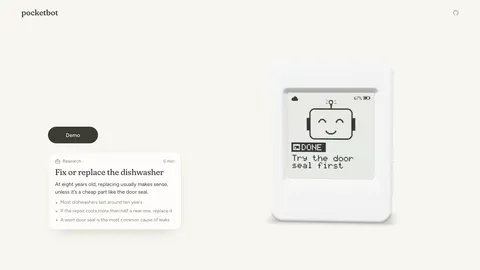 pocketbot
Demo
Research
6 min
Fix or replace the dishwasher
At eight years old, replacing usually makes sense,
unless it's a cheap part like the door seal.
Most dishwashers last around ten years
If the repair costs more than half a new one, replace it
A worn door seal is the most common cause of leaks
67%
DONE
Try the door
seal first